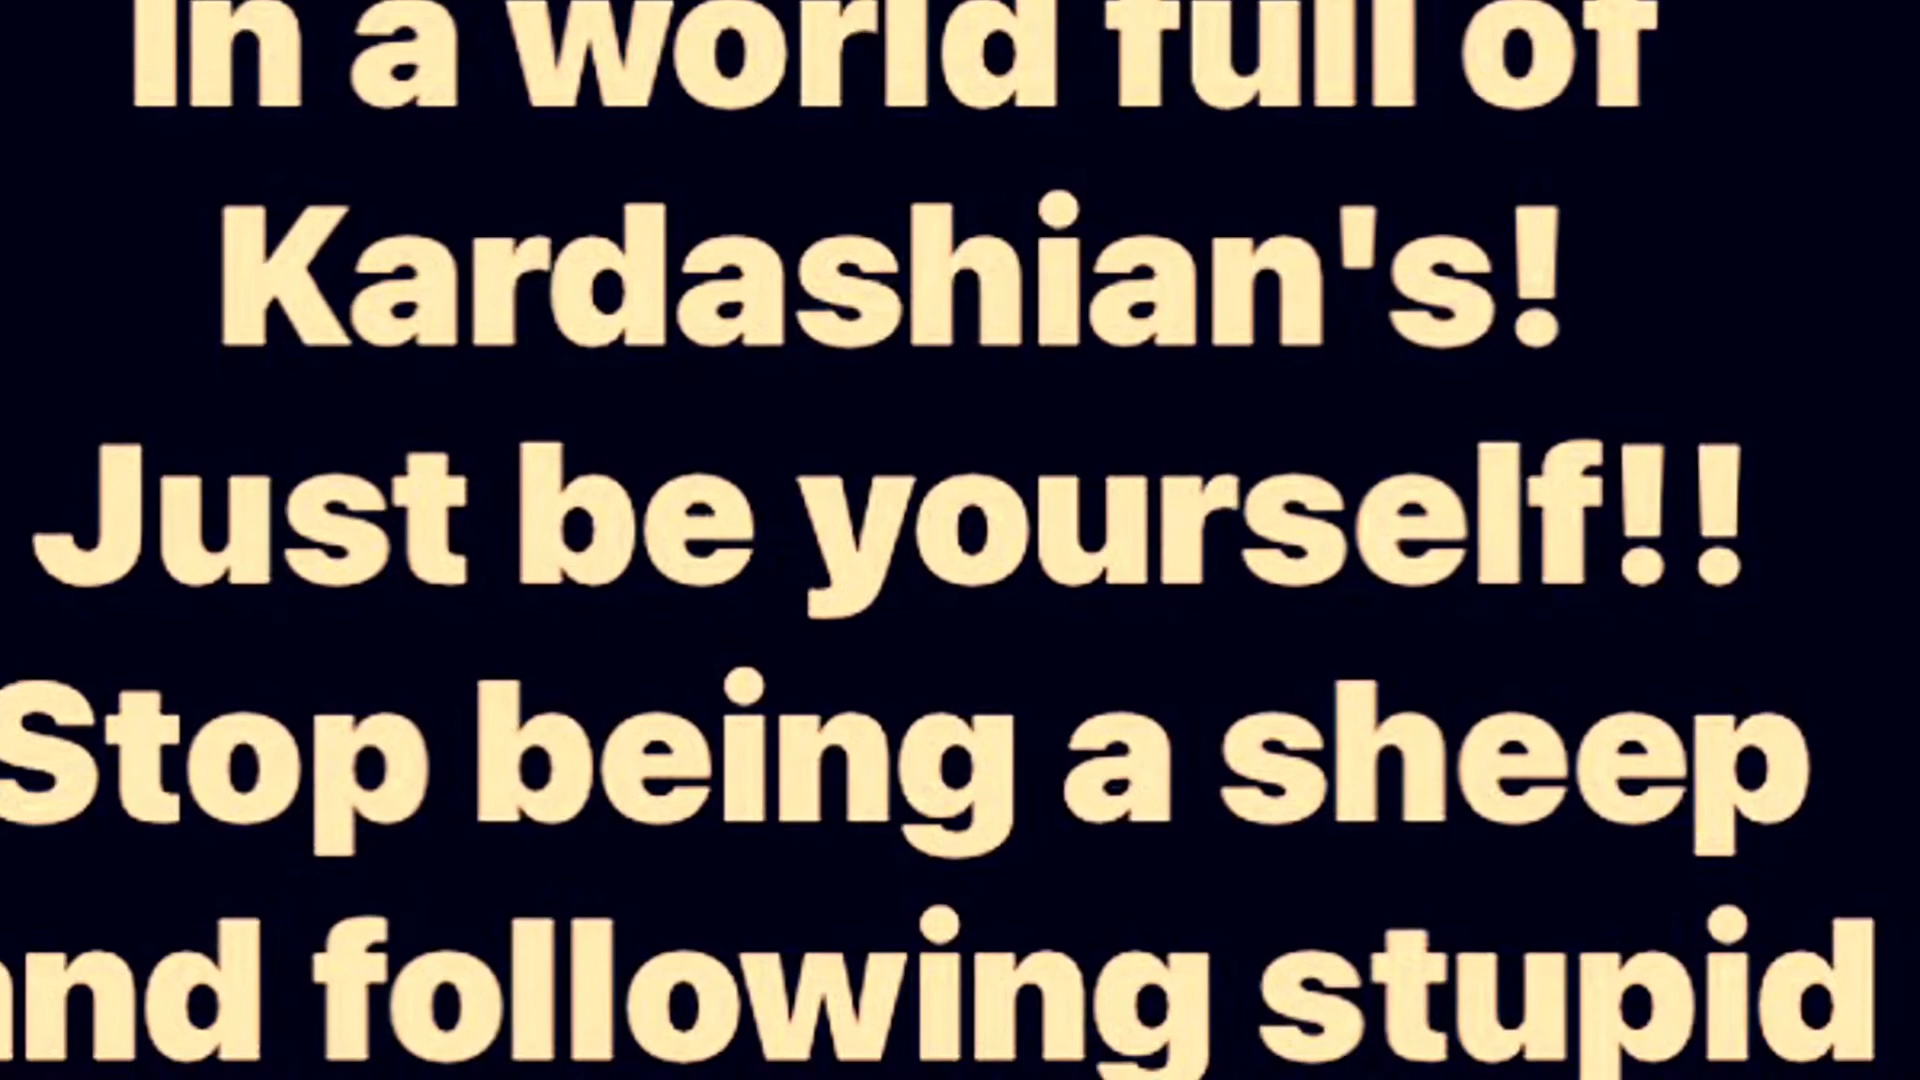 In a world full of
Kardashian's!
Just be yourself!!
Stop being a sheep
and following stupid